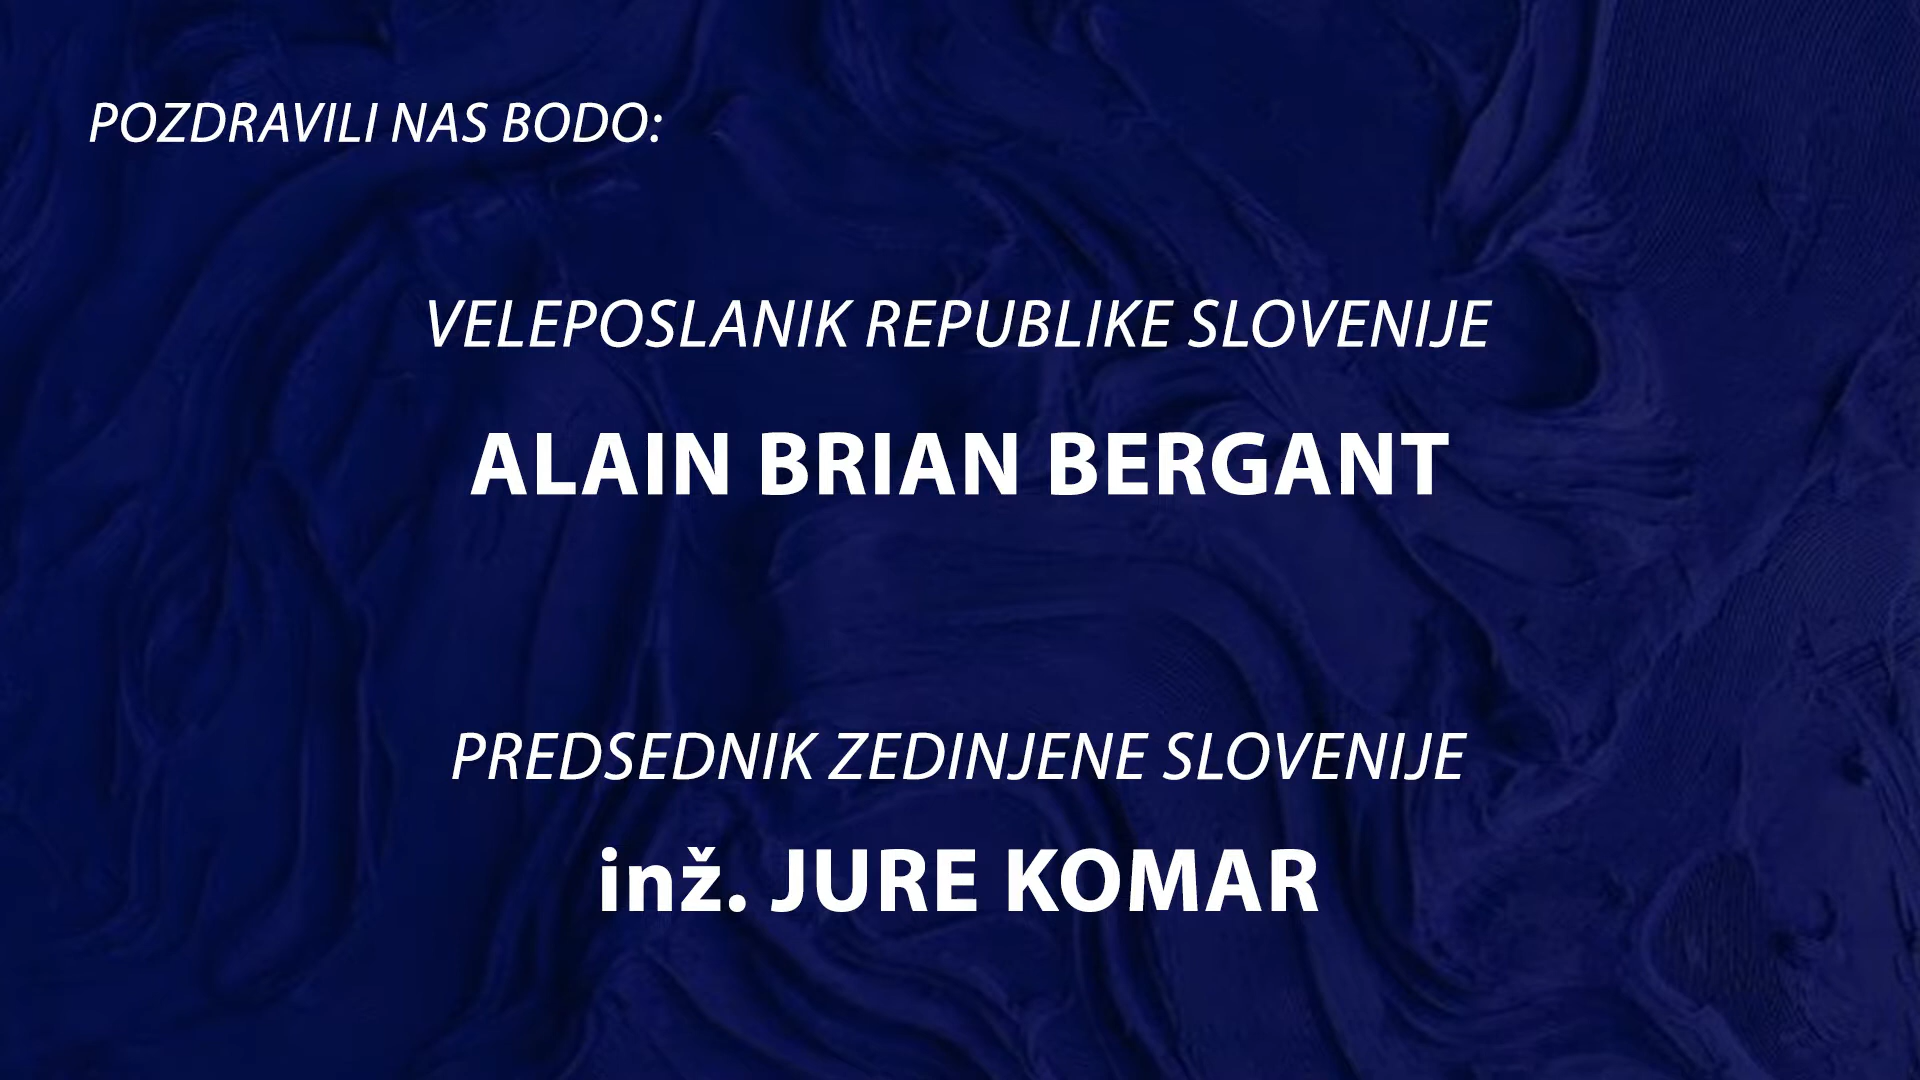 POZDRAVILI NAS BODO:
VELEPOSLANIK REPUBLIKE SLOVENIJE
ALAIN BRIAN BERGANT
PREDSEDNIK ZEDINJENE SLOVENIJE
inž. JURE KOMAR